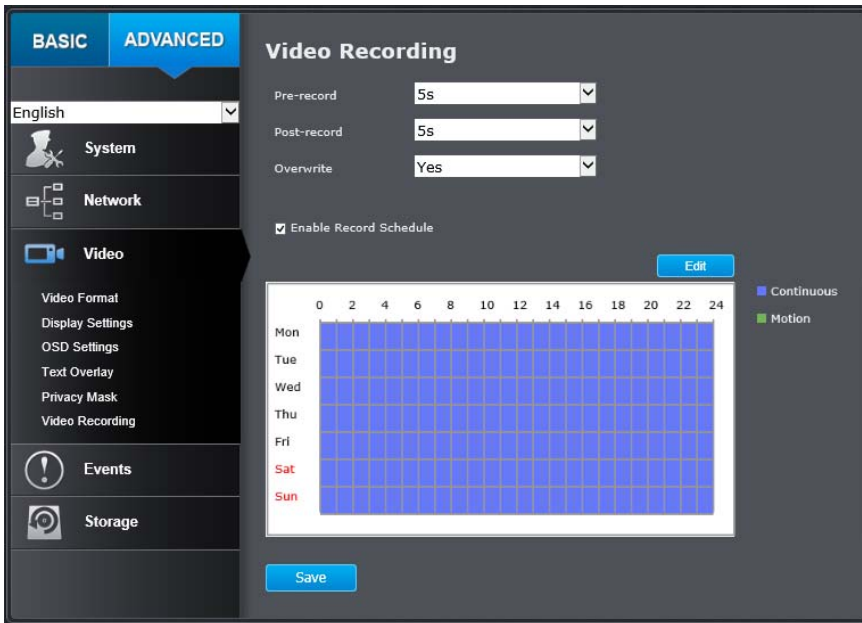 BASIC
ADVANCED
English
System
Network
Video
Video Format
Display Settings
OSD Settings
Text Overlay
Privacy Mask
Video Recording
Events
Storage
Video Recording
Pre-record 5s
Post-record 5s
Overwrite Yes
Enable Record Schedule
Edit
0 2 4 6 8 10 12 14 16 18 20 22 24
Mon
Tue
Wed
Thu
Fri
Sat
Sun
Continuous
Motion
Save